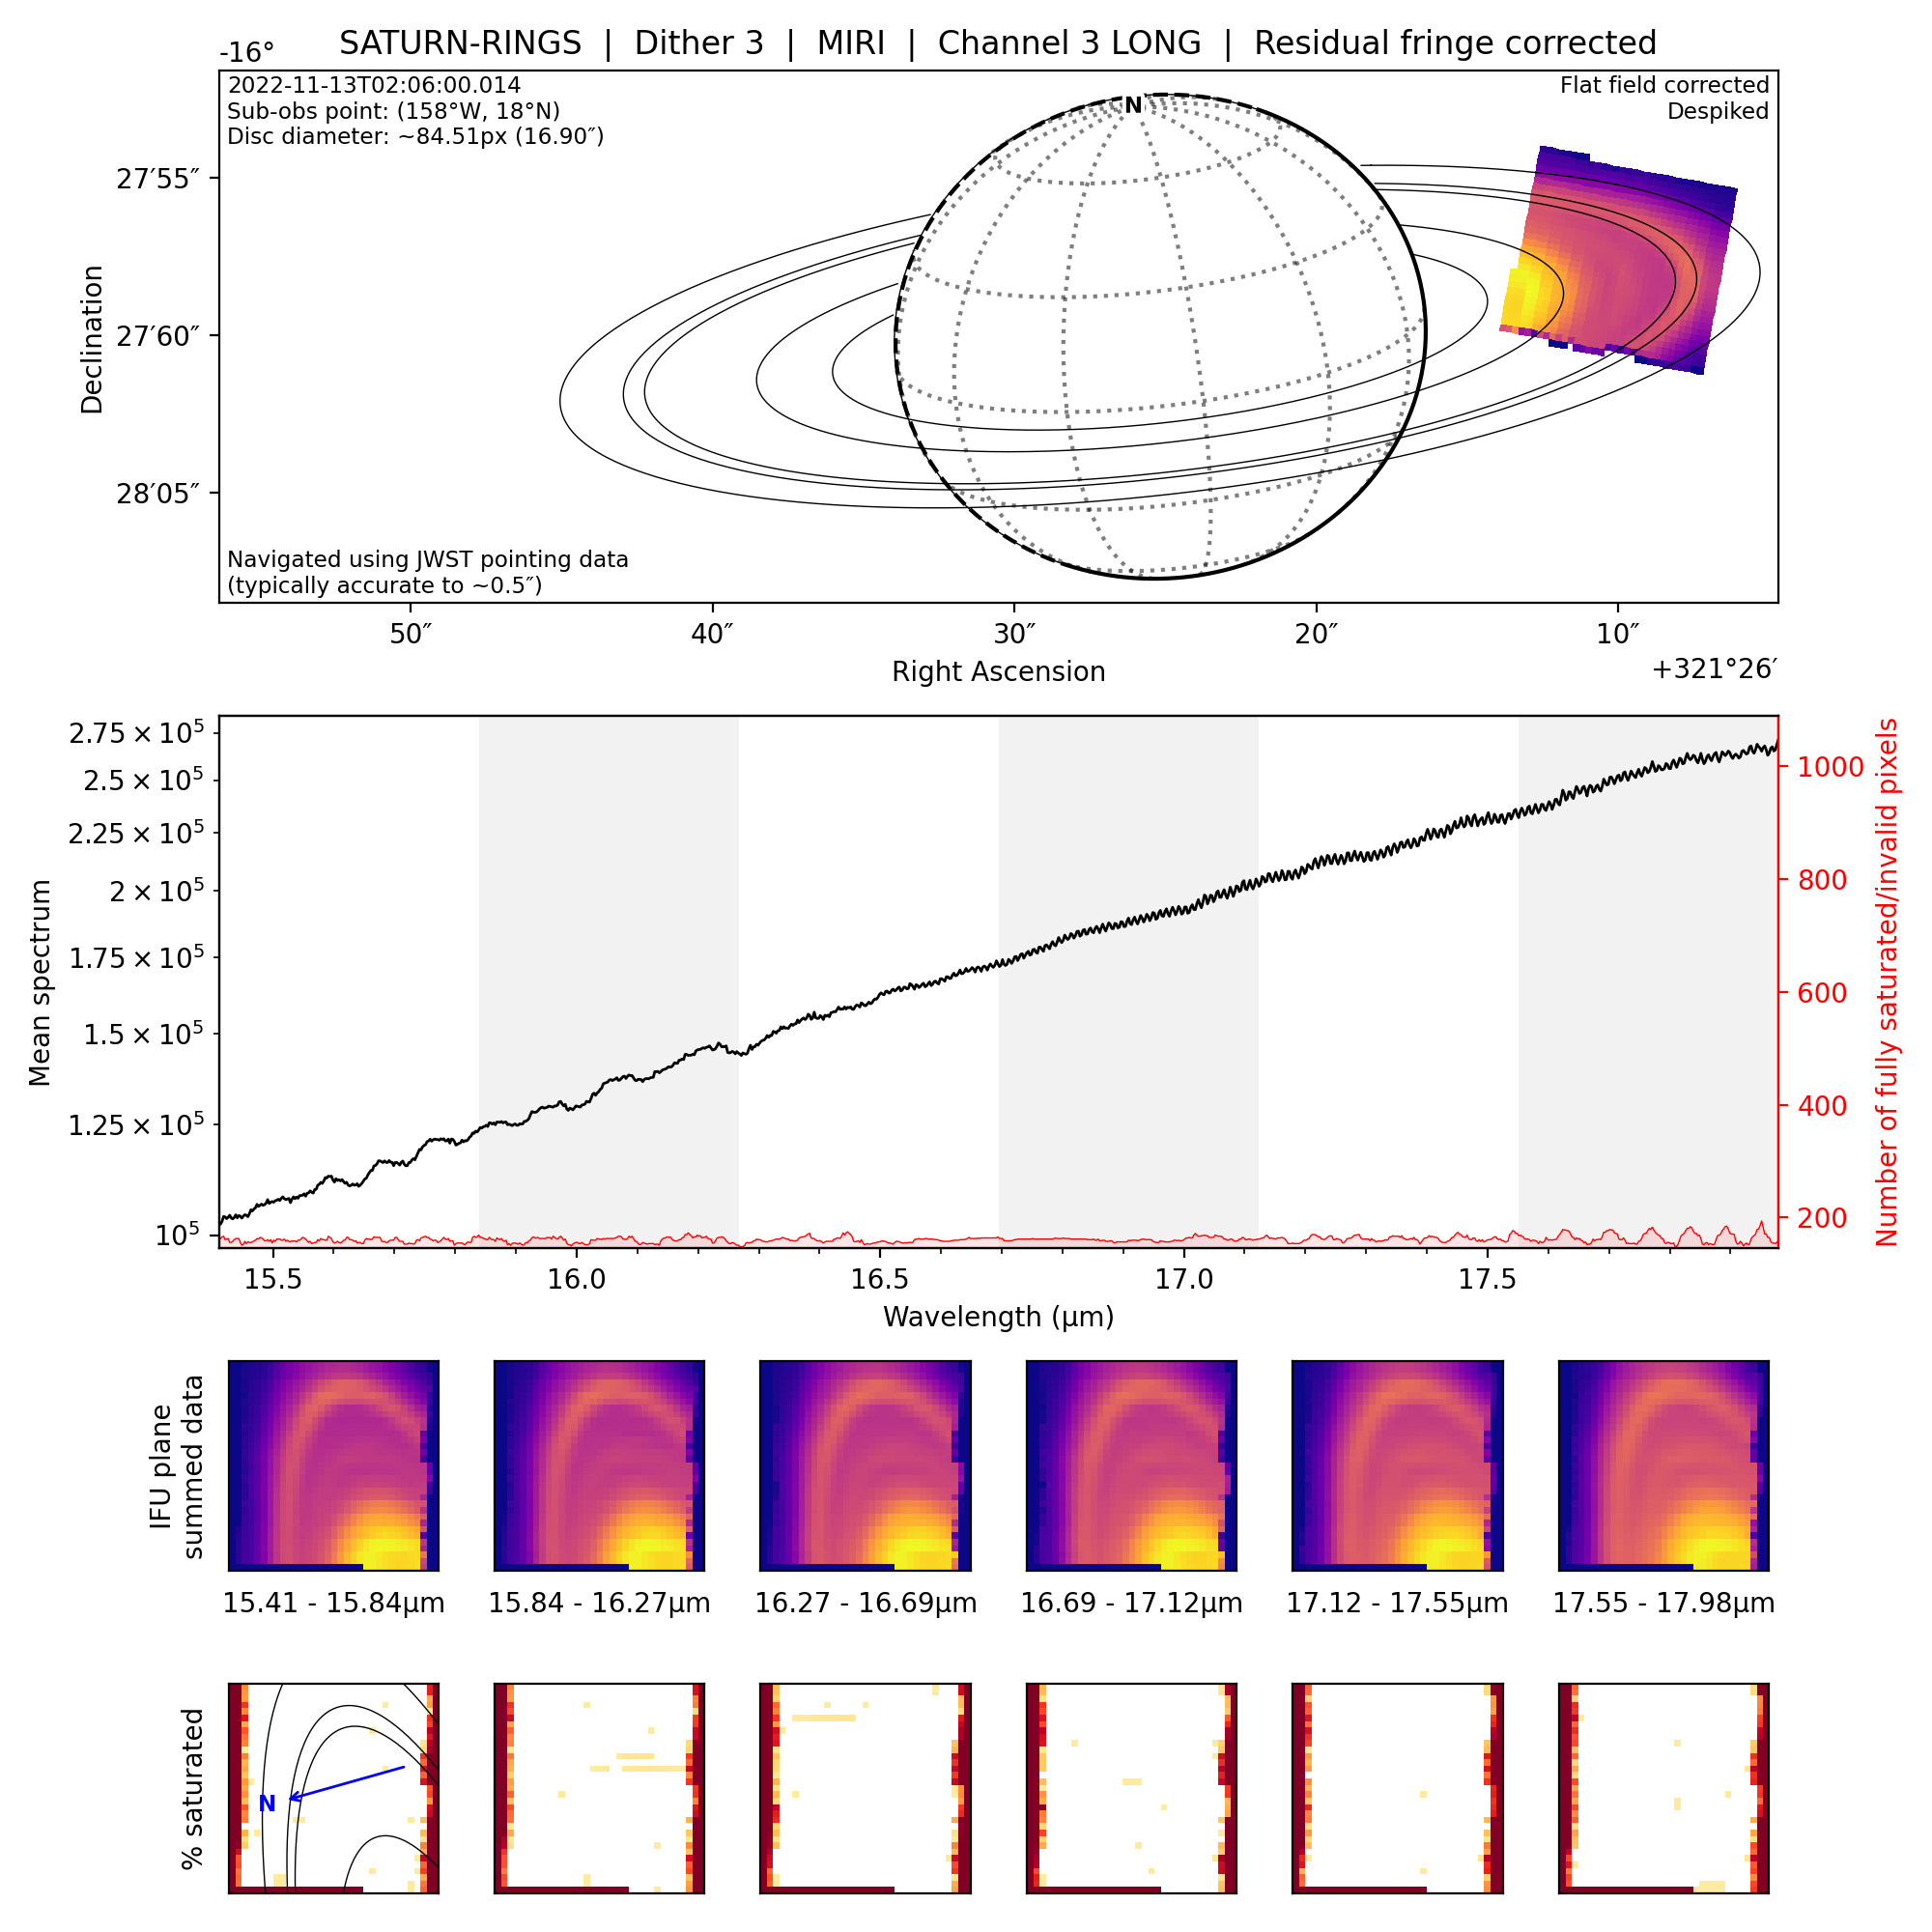 SATURN-RINGS | Dither 3 | MIRI | Channel 3 LONG | Residual fringe corrected
-16°
2022-11-13T02:06:00.014
Sub-obs point: (158°W, 18°N)
Disc diameter: ~84.51px (16.90″)
Flat field corrected
Despiked
N
27′55″
27′60″
28′05″
Declination
Navigated using JWST pointing data
(typically accurate to ~0.5″)
50″ 40″ 30″ 20″ 10″
Right Ascension
+321°26′
2.75 × 10⁵
2.5 × 10⁵
2.25 × 10⁵
2 × 10⁵
1.75 × 10⁵
1.5 × 10⁵
1.25 × 10⁵
10⁵
Mean spectrum
1000
800
600
400
200
Number of fully saturated/invalid pixels
15.5 16.0 16.5 17.0 17.5
Wavelength (µm)
IFU plane
summed data
15.41 - 15.84µm 15.84 - 16.27µm 16.27 - 16.69µm 16.69 - 17.12µm 17.12 - 17.55µm 17.55 - 17.98µm
% saturated
N